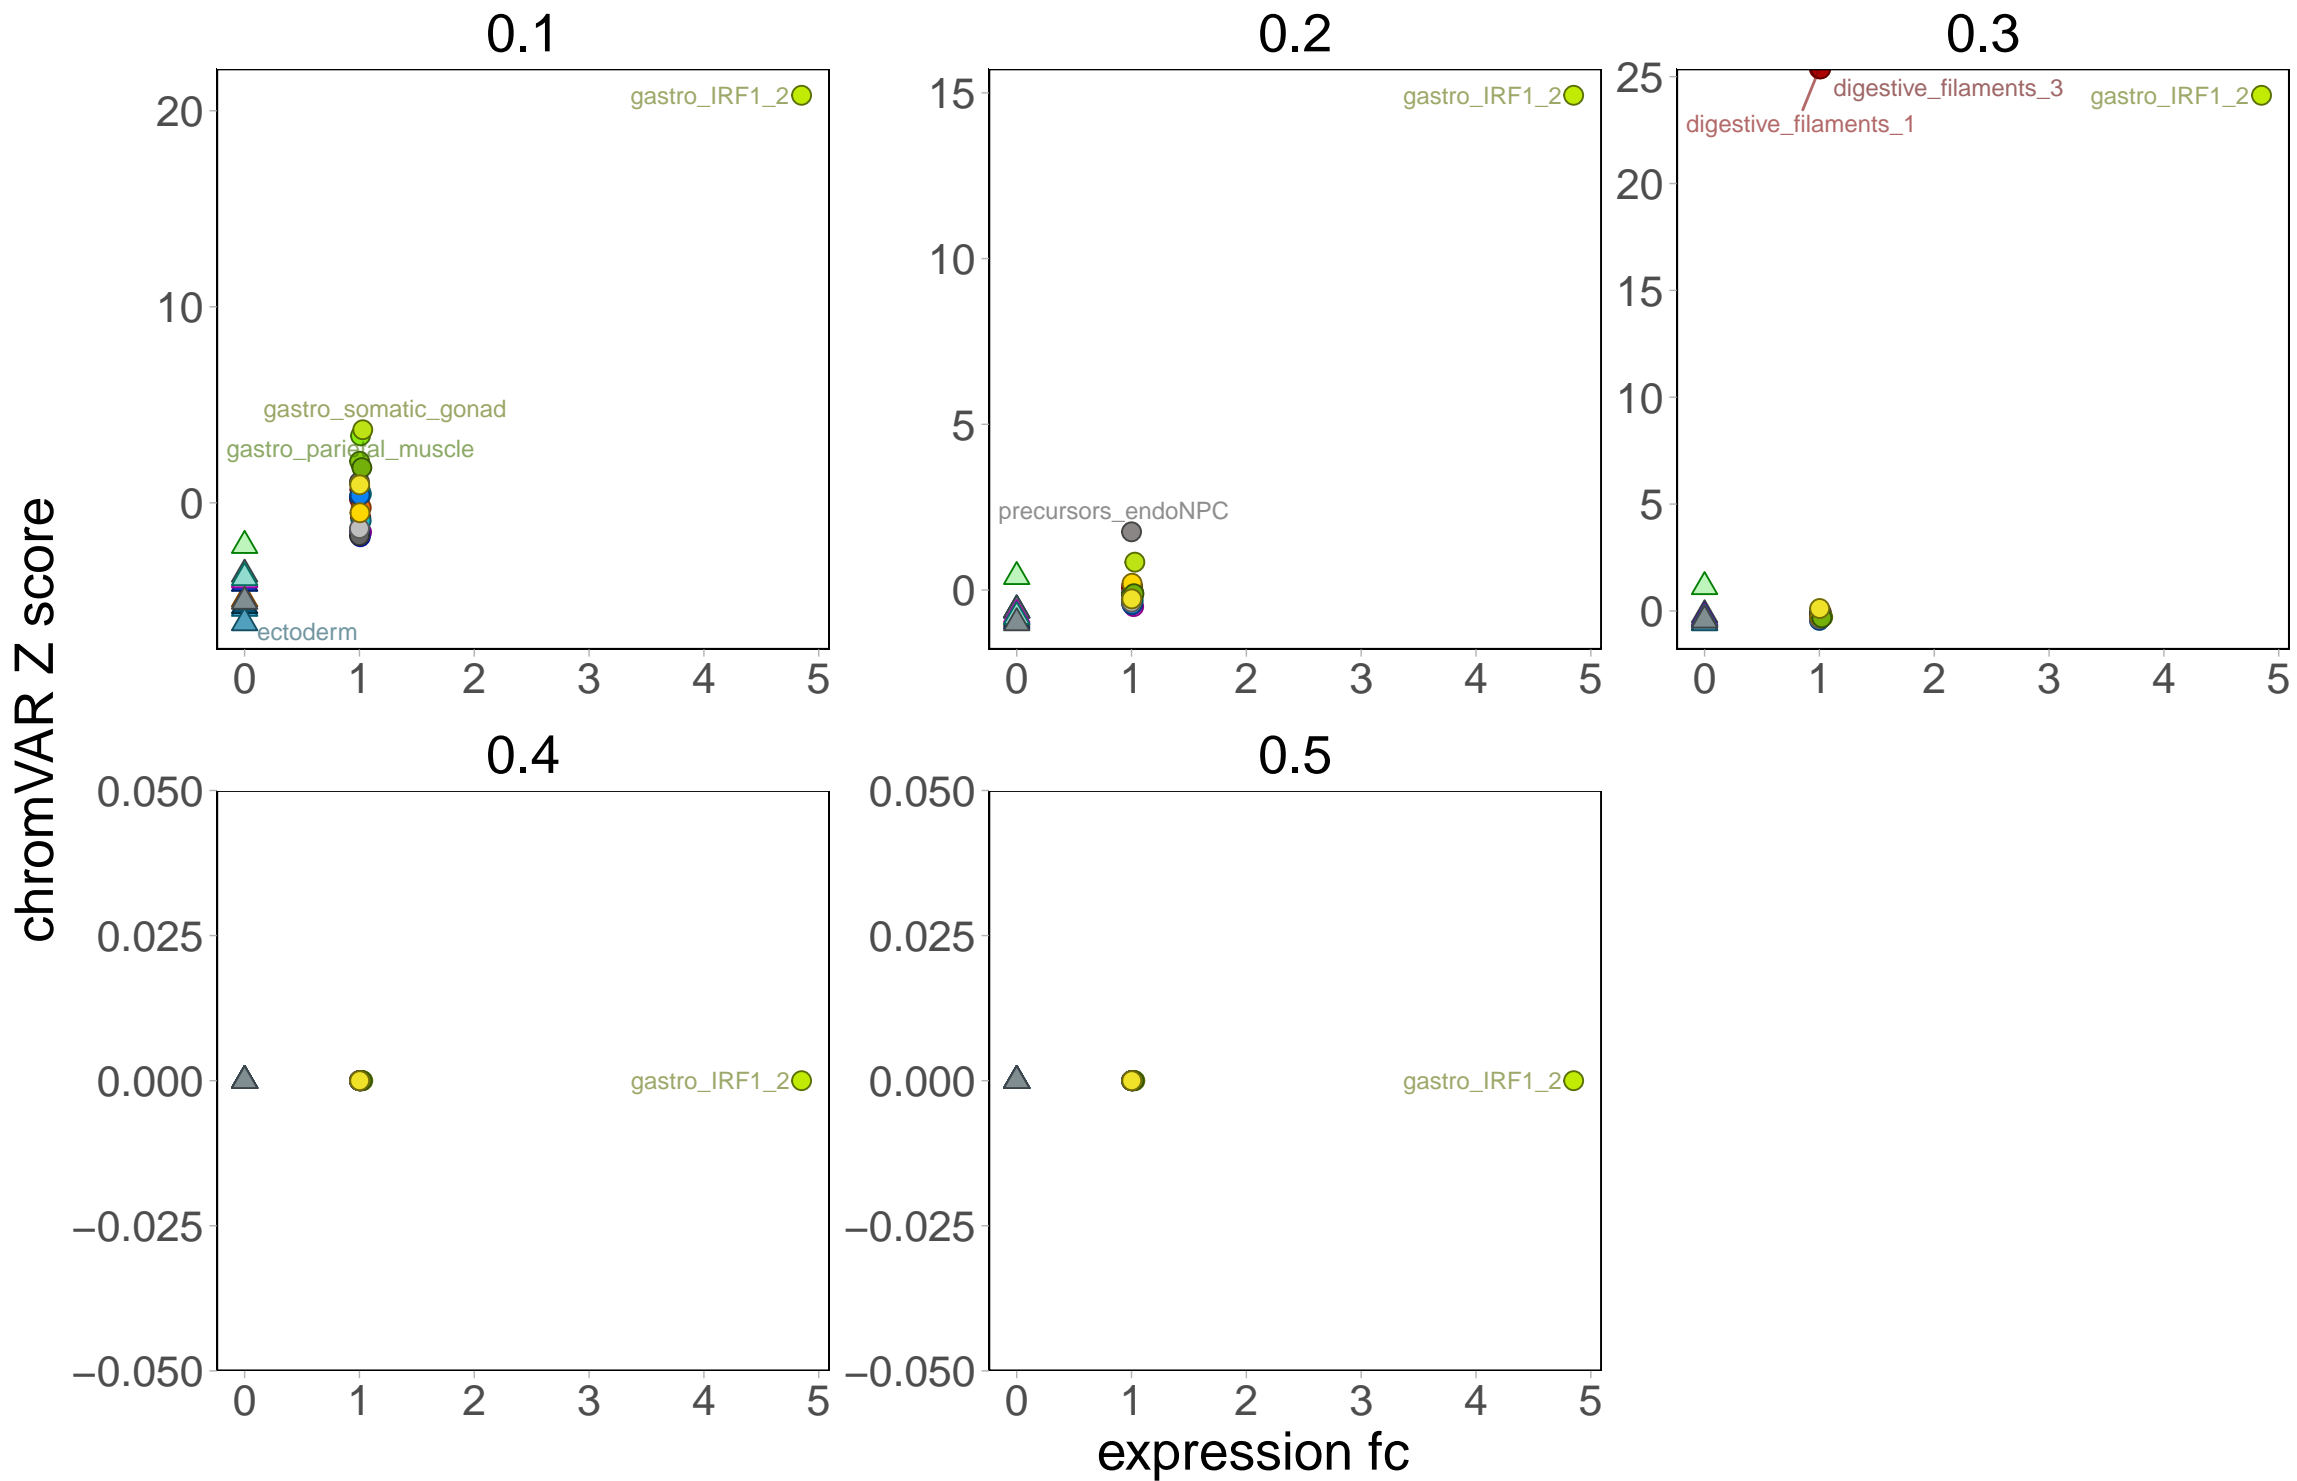 0.1
0.2
0.3
20
10
0
gastro_IRF1_2
gastro_somatic_gonad
gastro_parietal_muscle
ectoderm
0 1 2 3 4 5
15
10
5
0
gastro_IRF1_2
precursors_endoNPC
0 1 2 3 4 5
25
20
15
10
5
0
digestive_filaments_3
gastro_IRF1_2
digestive_filaments_1
0 1 2 3 4 5
chromVAR Z score
0.4
0.5
0.050
0.025
0.000
−0.025
−0.050
gastro_IRF1_2
0 1 2 3 4 5
0.050
0.025
0.000
−0.025
−0.050
gastro_IRF1_2
0 1 2 3 4 5
expression fc